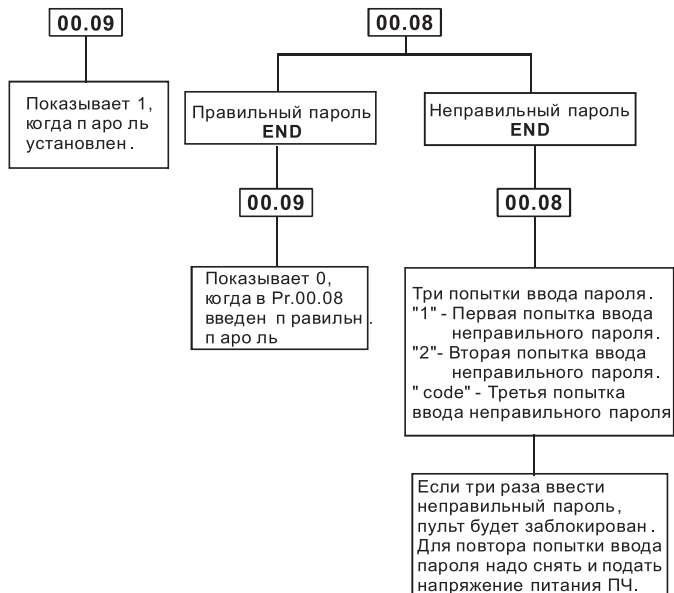 00.09
Показывает 1,
когда п аро ль
установлен.
00.08
Правильный пароль
END
00.09
Показывает 0,
когда в Pr.00.08
введен п равильн .
п аро ль
Неправильный пароль
END
00.08
Три попытки ввода пароля.
"1" - Первая попытка ввода
неправильного пароля.
"2"- Вторая попытка ввода
неправильного пароля.
" code" - Третья попытка
ввода неправильного пароля
Если три раза ввести
неправильный пароль,
пульт будет заблокирован .
Для повтора попытки ввода
пароля надо снять и подать
напряжение питания ПЧ.